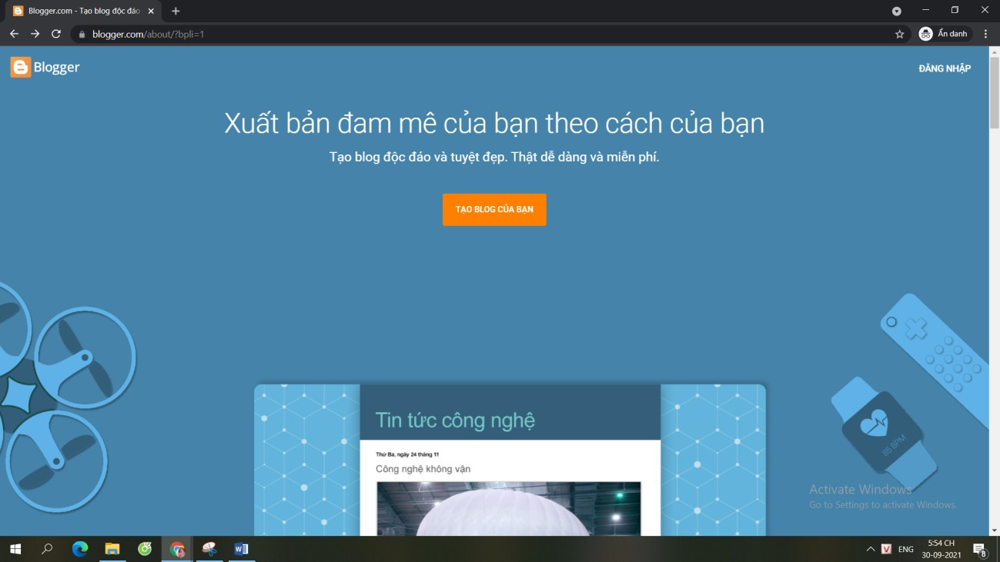 Blogger.com - Tạo blog độc đáo
blogger.com/about/?bpli=1
Ẩn danh
Blogger
ĐĂNG NHẬP
Xuất bản đam mê của bạn theo cách của bạn
Tạo blog độc đáo và tuyệt đẹp. Thật dễ dàng và miễn phí.
TẠO BLOG CỦA BẠN
Tin tức công nghệ
Thứ Ba, ngày 24 tháng 11
Công nghệ không vận
85 BPM
Activate Windows
Go to Settings to activate Windows.
V
ENG
5:54 CH
30-09-2021
8